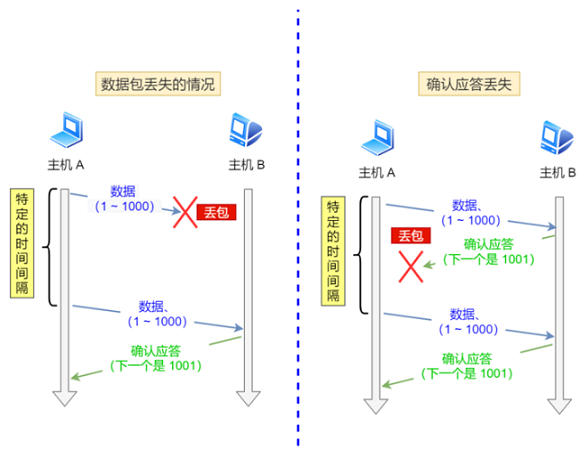 数据包丢失的情况
主机 A
主机 B
特定的时间间隔
数据
（1 ~ 1000）
丢包
数据、
（1 ~ 1000）
确认应答
（下一个是 1001）
确认应答丢失
主机 A
主机 B
特定的时间间隔
数据、
（1 ~ 1000）
丢包
确认应答
（下一个是 1001）
数据、
（1 ~ 1000）
确认应答
（下一个是 1001）